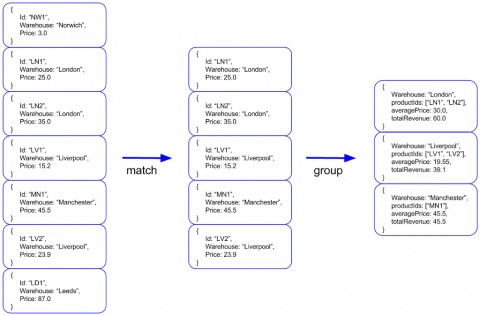 {
Id: “NW1”,
Warehouse: “Norwich”,
Price: 3.0
}
{
Id: “LN1”,
Warehouse: “London”,
Price: 25.0
}
{
Id: “LN2”,
Warehouse: “London”,
Price: 35.0
}
{
Id: “LV1”,
Warehouse: “Liverpool”,
Price: 15.2
}
{
Id: “MN1”,
Warehouse: “Manchester”,
Price: 45.5
}
{
Id: “LV2”,
Warehouse: “Liverpool”,
Price: 23.9
}
{
Id: “LD1”,
Warehouse: “Leeds”,
Price: 87.0
}
match
{
Id: “LN1”,
Warehouse: “London”,
Price: 25.0
}
{
Id: “LN2”,
Warehouse: “London”,
Price: 35.0
}
{
Id: “LV1”,
Warehouse: “Liverpool”,
Price: 15.2
}
{
Id: “MN1”,
Warehouse: “Manchester”,
Price: 45.5
}
{
Id: “LV2”,
Warehouse: “Liverpool”,
Price: 23.9
}
group
{
Warehouse: “London”,
productIds: [“LN1”, “LN2”],
averagePrice: 30.0,
totalRevenue: 60.0
}
{
Warehouse: “Liverpool”,
productIds: [“LV1”, “LV2”],
averagePrice: 19.55,
totalRevenue: 39.1
}
{
Warehouse: “Manchester”,
productIds: [“MN1”],
averagePrice: 45.5,
totalRevenue: 45.5
}